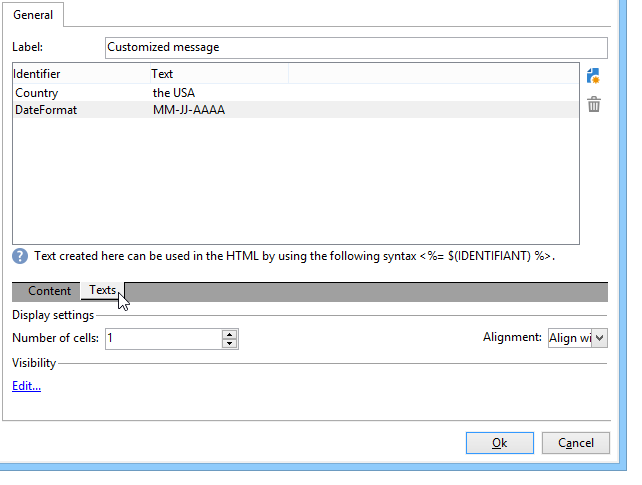 General
Label: Customized message
Identifier Text
Country the USA
DateFormat MM-JJ-AAAA
? Text created here can be used in the HTML by using the following syntax <%= $(IDENTIFIANT) %>.
Content Texts
Display settings
Number of cells: 1 Alignment: Align wi
Visibility
Edit...
Ok Cancel